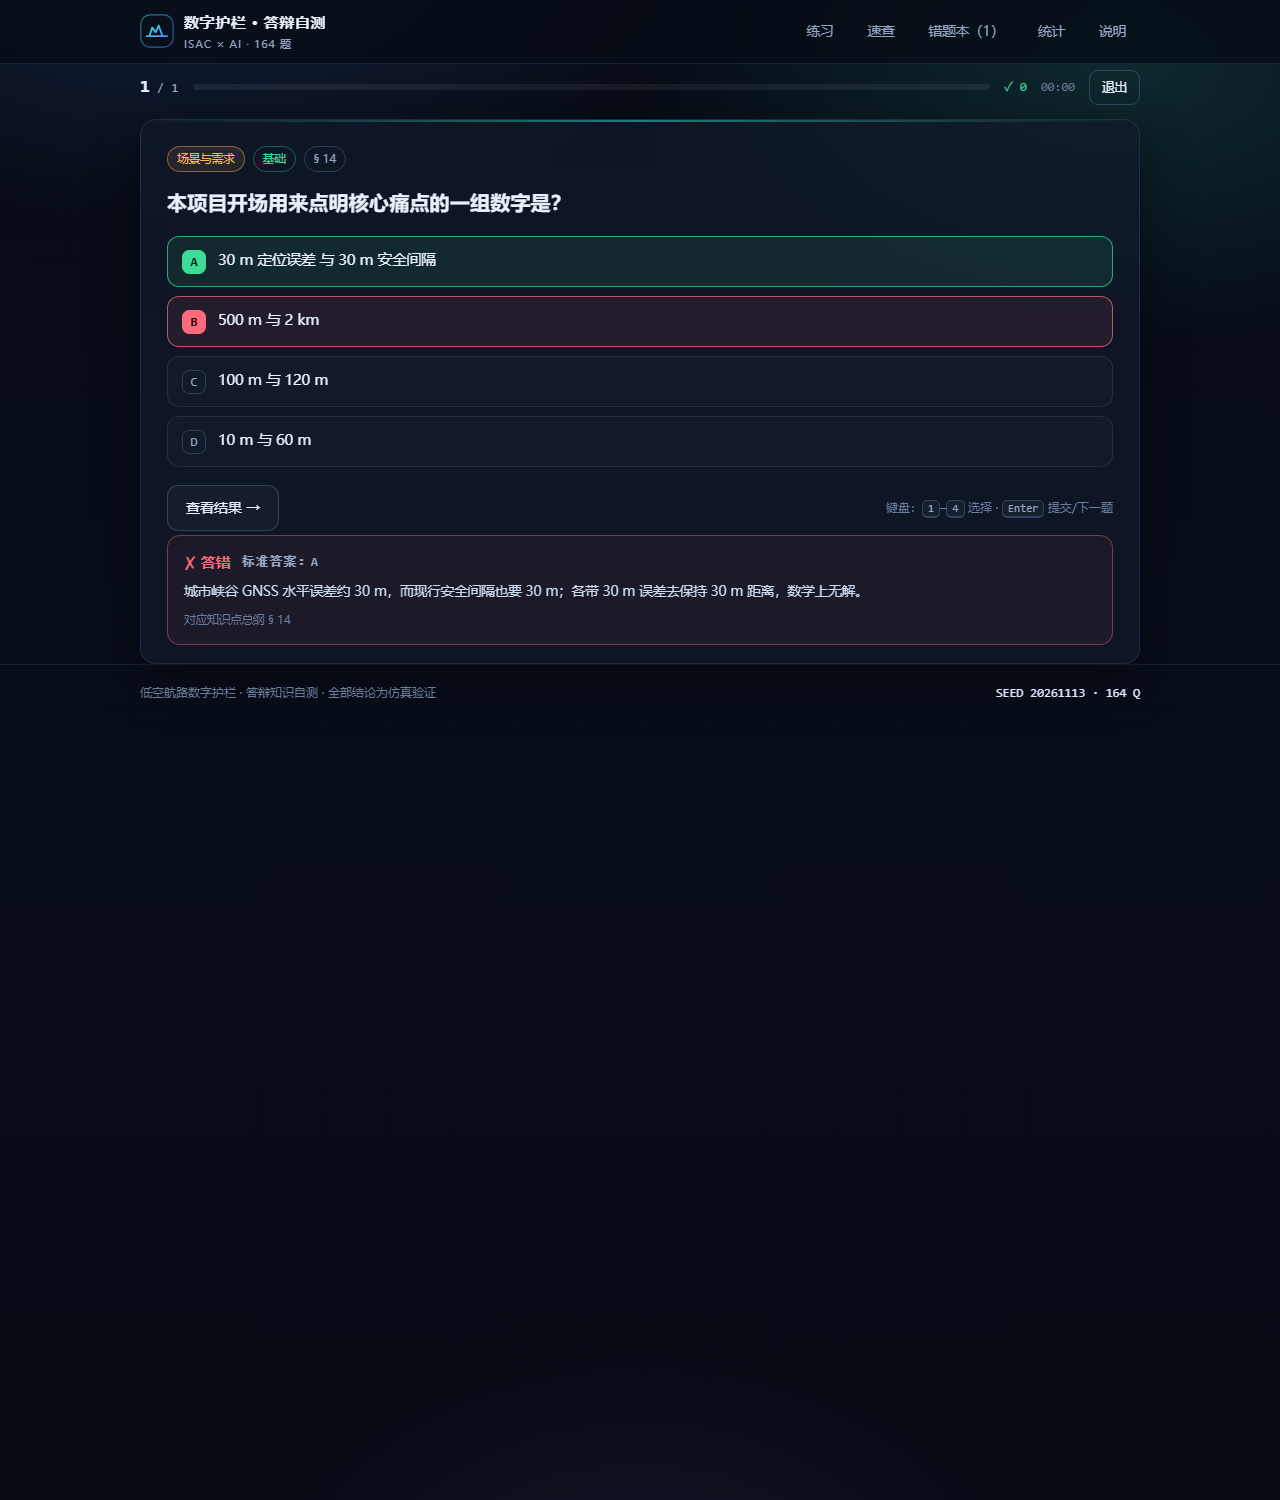 数字护栏 • 答辩自测
ISAC × AI · 164 题
练习
速查
错题本（1）
统计
说明
1 / 1
✓ 0
00:00
退出
场景与需求
基础
§ 14
本项目开场用来点明核心痛点的一组数字是？
A 30 m 定位误差 与 30 m 安全间隔
B 500 m 与 2 km
C 100 m 与 120 m
D 10 m 与 60 m
查看结果 →
键盘： 1–4 选择 · Enter 提交/下一题
✗ 答错 标准答案: A
城市峡谷 GNSS 水平误差约 30 m，而现行安全间隔也要 30 m；各带 30 m 误差去保持 30 m 距离，数学上无解。
对应知识点总纲 § 14
低空航路数字护栏 · 答辩知识自测 · 全部结论为仿真验证
SEED 20261113 · 164 Q